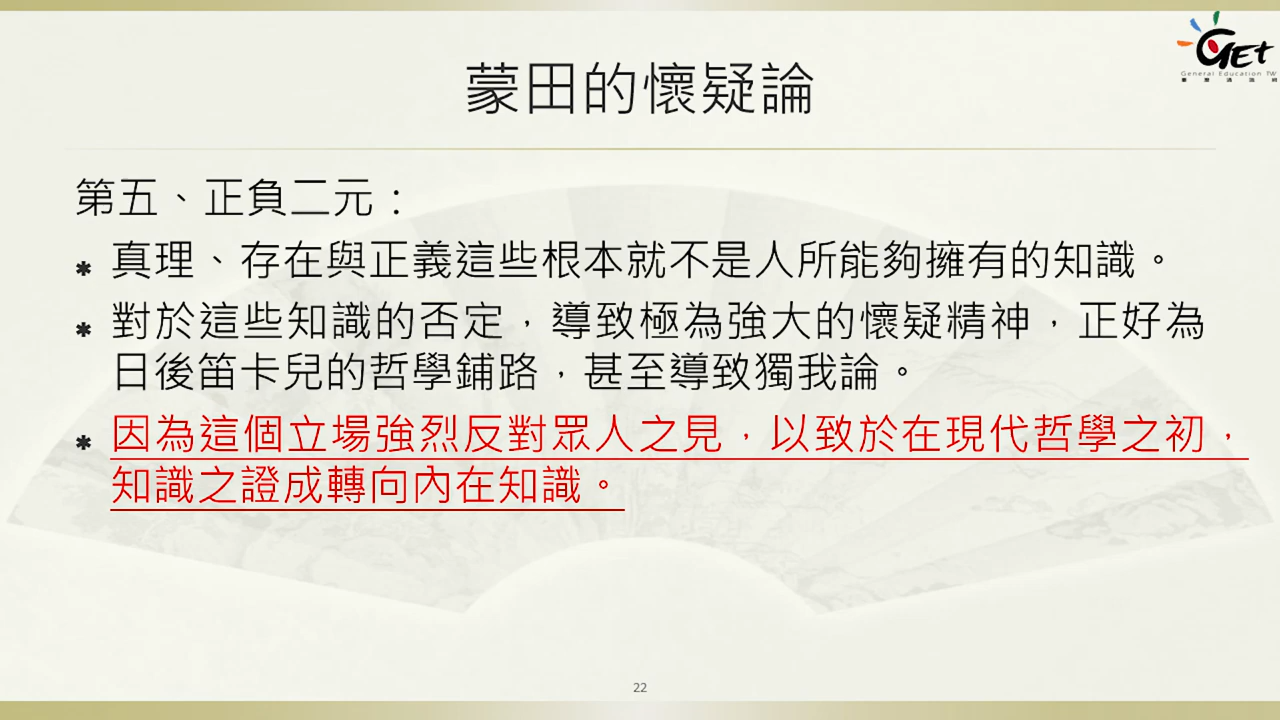 GEt
General Education TW
蒙田的懷疑論
第五、正負二元：
* 真理、存在與正義這些根本就不是人所能夠擁有的知識。
* 對於這些知識的否定，導致極為強大的懷疑精神，正好為
日後笛卡兒的哲學鋪路，甚至導致獨我論。
* 因為這個立場強烈反對眾人之見，以致於在現代哲學之初，
知識之證成轉向內在知識。
22